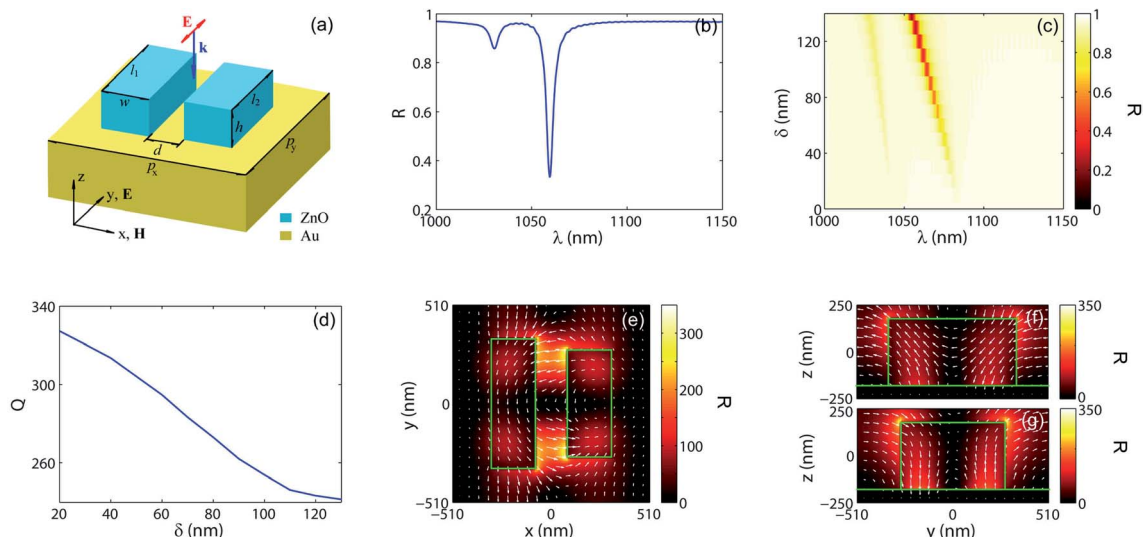 (a)
E
k
l1
l2
w
h
d
px
py
z
y, E
x, H
ZnO
Au
(b)
R
1
0.8
0.6
0.4
0.2
1000 1050 1100 1150
λ (nm)
(c)
δ (nm)
120
80
40
0
1000 1050 1100 1150
λ (nm)
1
0.8
0.6
0.4
0.2
0
R
(d)
Q
340
320
300
280
260
240
20 40 60 80 100 120
δ (nm)
(e)
y (nm)
510
0
−510
−510 0 510
x (nm)
300
200
100
0
R
(f)
z (nm)
250
0
−250
350
0
R
(g)
z (nm)
250
0
−250
−510 0 510
y (nm)
350
0
R